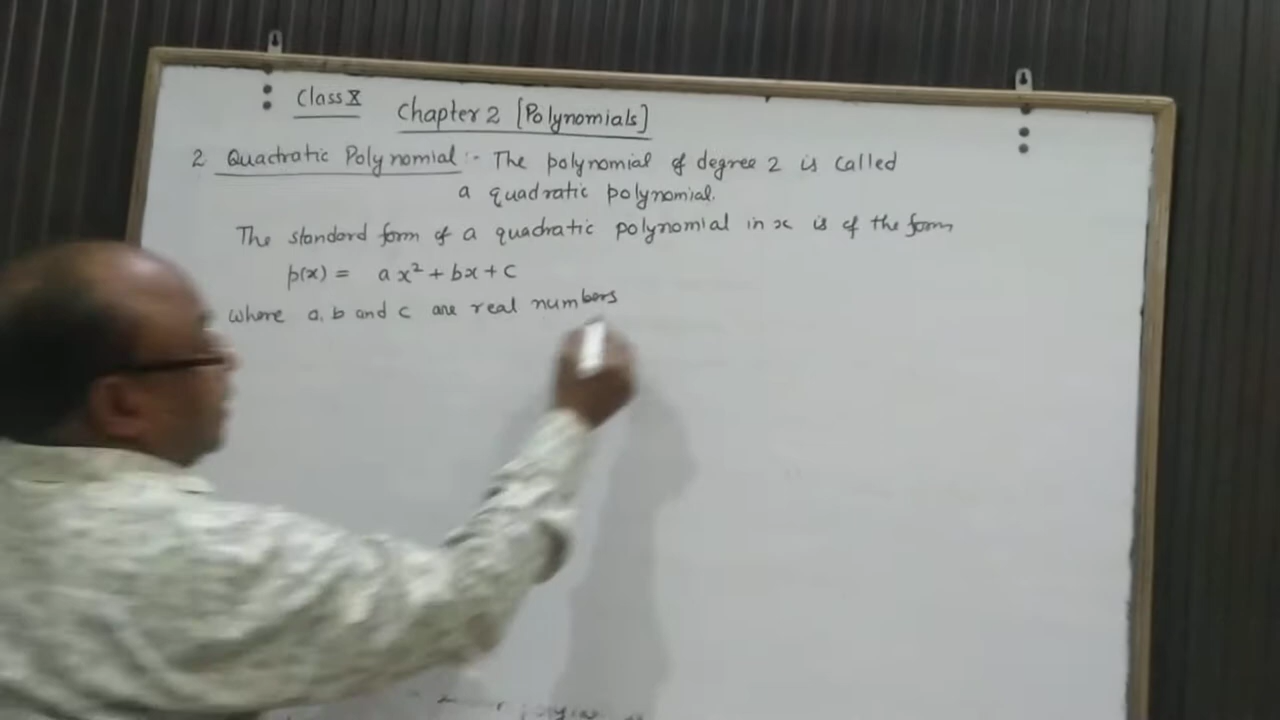 Class X Chapter 2 [Polynomials]
2 Quadratic Polynomial :- The polynomial of degree 2 is called
a quadratic polynomial.
The standard form of a quadratic polynomial in x is of the form
p(x) = ax² + bx + c
where a, b and c are real numbers